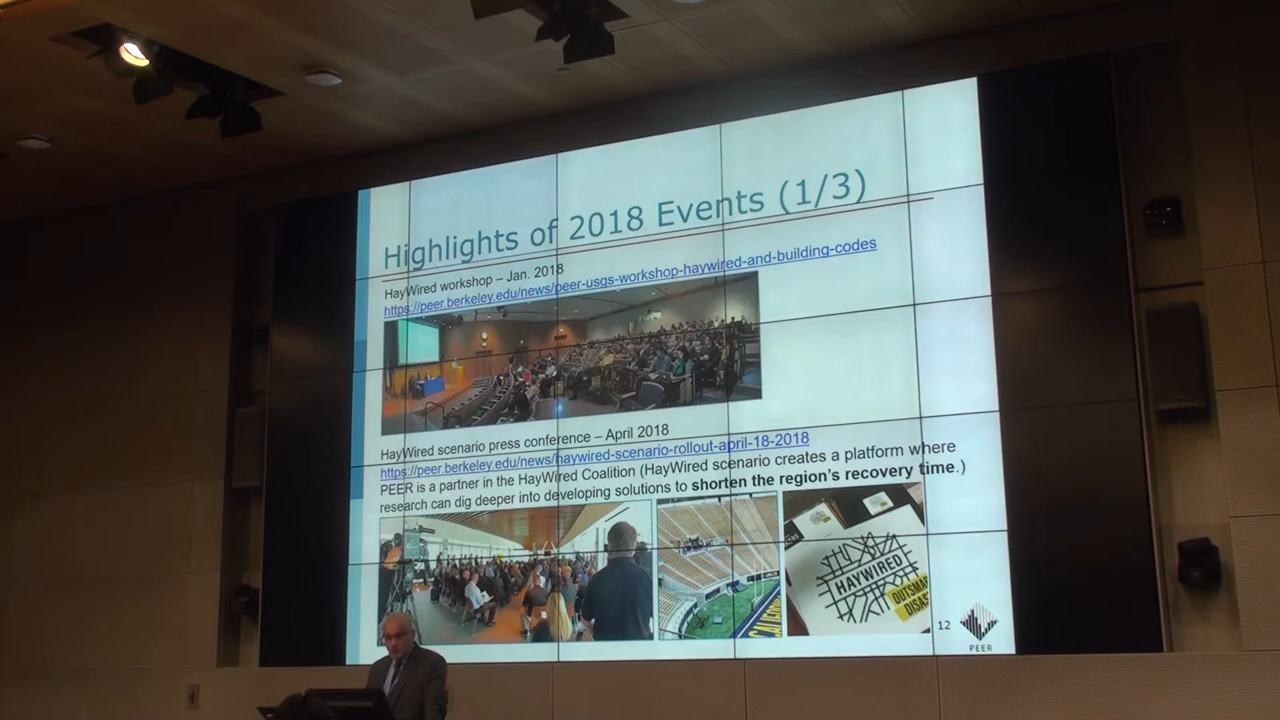 Highlights of 2018 Events (1/3)
HayWired workshop – Jan. 2018
https://peer.berkeley.edu/news/peer-usgs-workshop-haywired-and-building-codes
HayWired scenario press conference – April 2018
https://peer.berkeley.edu/news/haywired-scenario-rollout-april-18-2018
PEER is a partner in the HayWired Coalition (HayWired scenario creates a platform where
research can dig deeper into developing solutions to shorten the region's recovery time.)
HAYWIRED
12
PEER